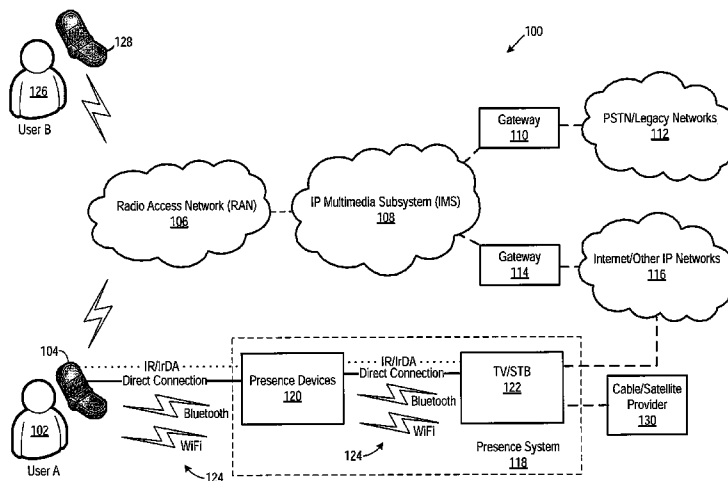 100
128
126
User B
Gateway
110
PSTN/Legacy Networks
112
Radio Access Network (RAN)
106
IP Multimedia Subsystem (IMS)
108
Gateway
114
Internet/Other IP Networks
116
104
IR/IrDA
Direct Connection
Bluetooth
WiFi
124
102
User A
Presence Devices
120
IR/IrDA
Direct Connection
Bluetooth
WiFi
124
TV/STB
122
Presence System
118
Cable/Satellite
Provider
130